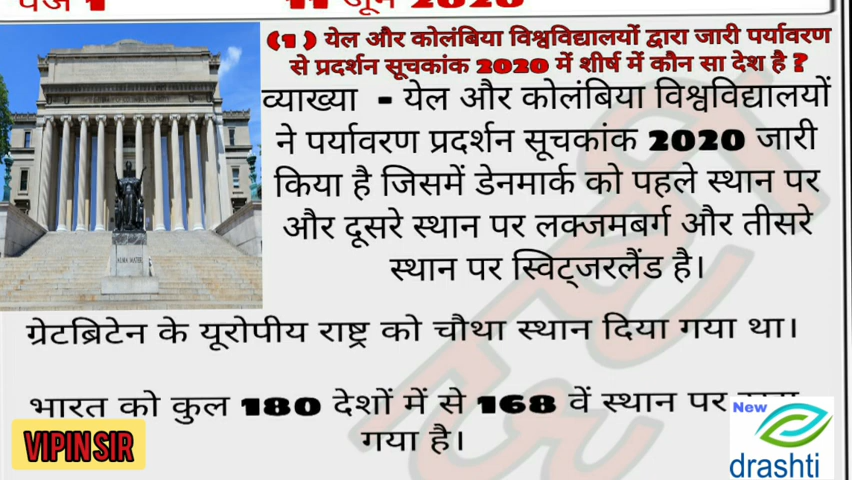 11 जून 2020
(1) येल और कोलंबिया विश्वविद्यालयों द्वारा जारी पर्यावरण
से प्रदर्शन सूचकांक 2020 में शीर्ष में कौन सा देश है ?
व्याख्या - येल और कोलंबिया विश्वविद्यालयों
ने पर्यावरण प्रदर्शन सूचकांक 2020 जारी
किया है जिसमें डेनमार्क को पहले स्थान पर
और दूसरे स्थान पर लक्जमबर्ग और तीसरे
स्थान पर स्विट्जरलैंड है।
ALMA MATER
ग्रेटब्रिटेन के यूरोपीय राष्ट्र को चौथा स्थान दिया गया था।
भारत को कुल 180 देशों में से 168 वें स्थान पर
गया है।
VIPIN SIR
New
drashti